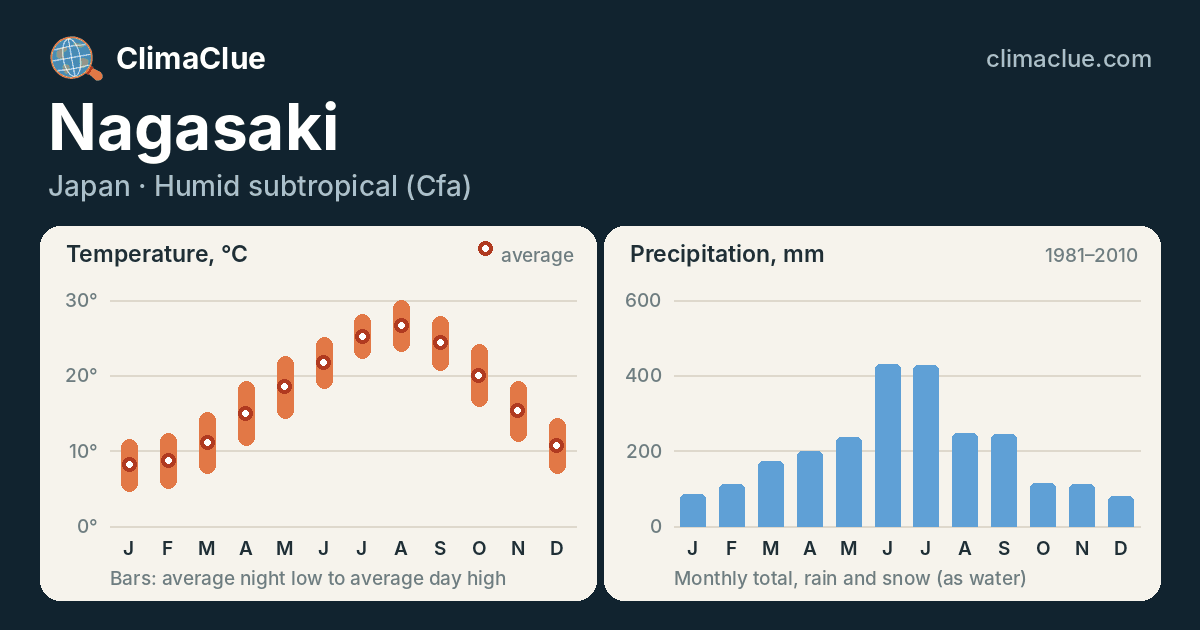 ClimaClue
climaclue.com
Nagasaki
Japan · Humid subtropical (Cfa)
Temperature, °C
average
30°
20°
10°
0°
J F M A M J J A S O N D
Bars: average night low to average day high
Precipitation, mm
1981–2010
600
400
200
0
J F M A M J J A S O N D
Monthly total, rain and snow (as water)